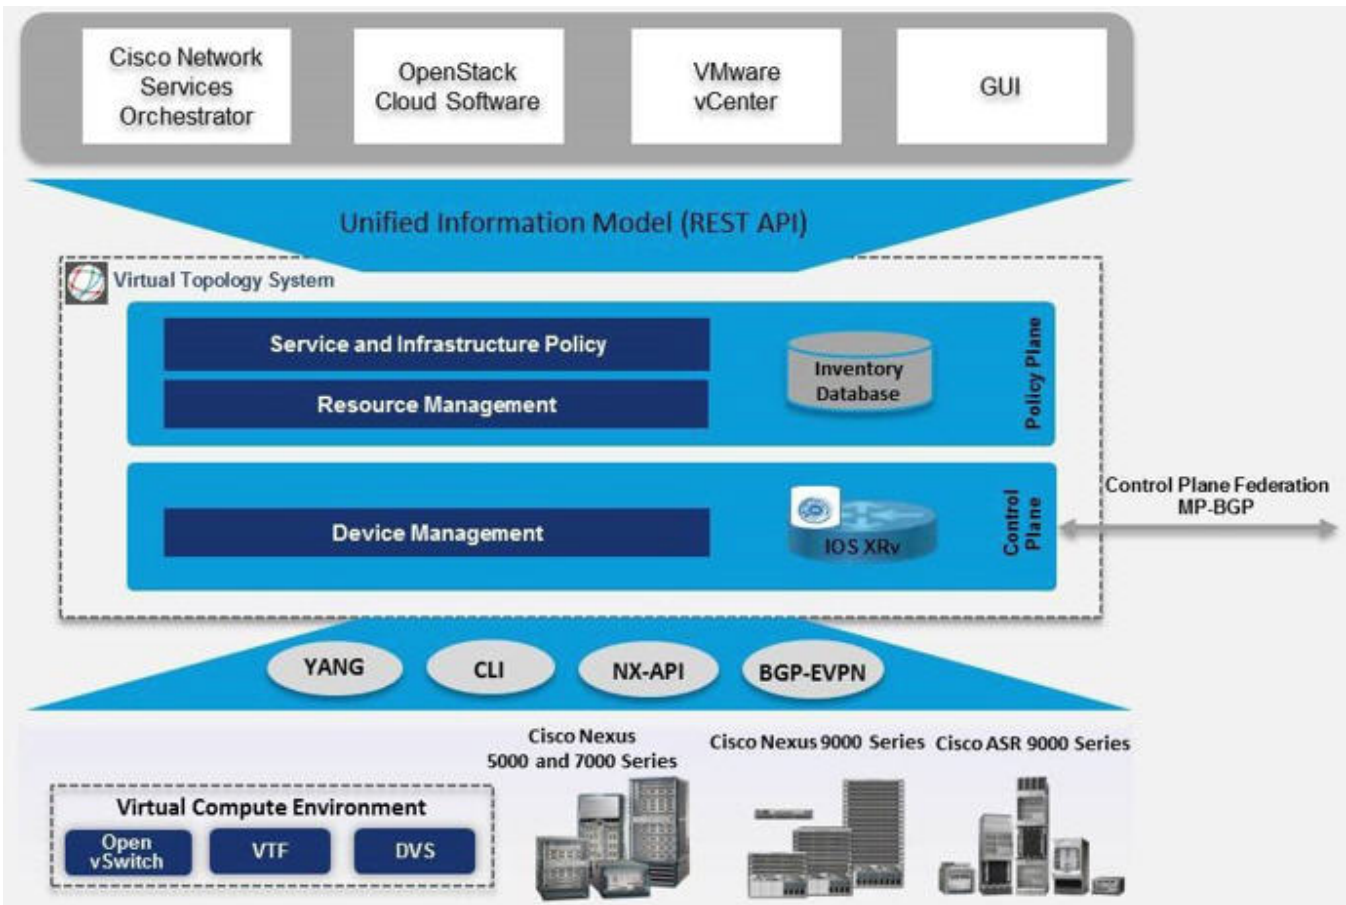 Cisco Network
Services
Orchestrator
OpenStack
Cloud Software
VMware
vCenter
GUI
Unified Information Model (REST API)
Virtual Topology System
Service and Infrastructure Policy
Resource Management
Inventory
Database
Policy Plane
Device Management
IOS XRv
Control
Plane
Control Plane Federation
MP-BGP
YANG
CLI
NX-API
BGP-EVPN
Cisco Nexus
5000 and 7000 Series
Cisco Nexus 9000 Series
Cisco ASR 9000 Series
Virtual Compute Environment
Open
vSwitch
VTF
DVS